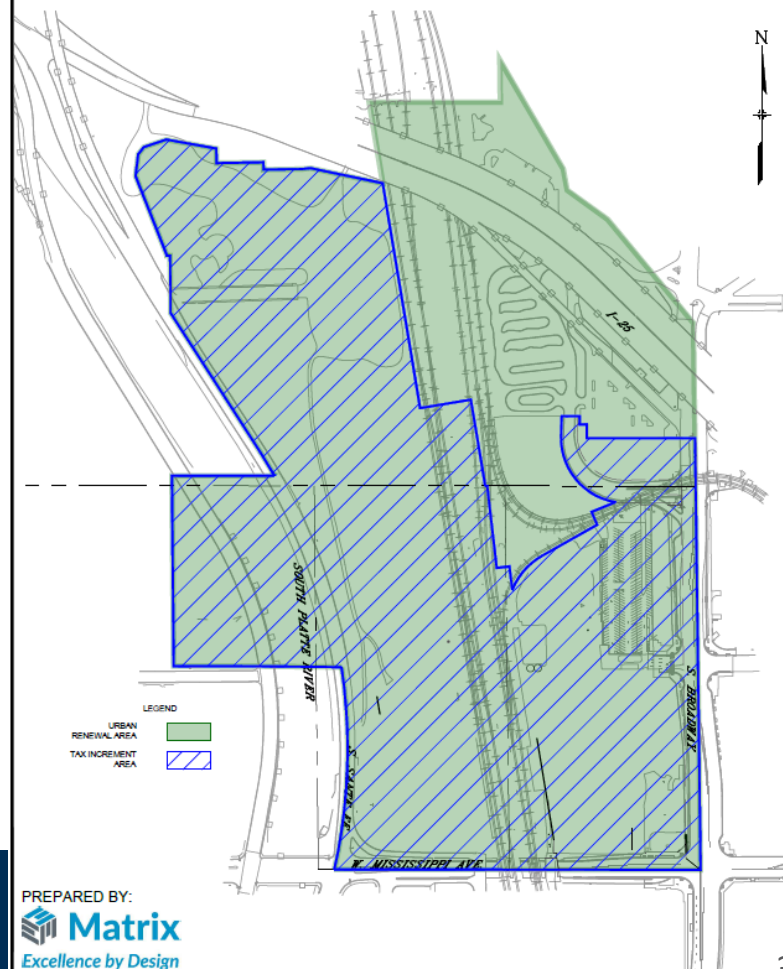 N
I-25
SOUTH PLATTE RIVER
S. BROADWAY
LEGEND
URBAN
RENEWAL AREA
TAX INCREMENT
AREA
S. SANTE FE
W. MISSISSIPPI AVE.
PREPARED BY:
Matrix
Excellence by Design